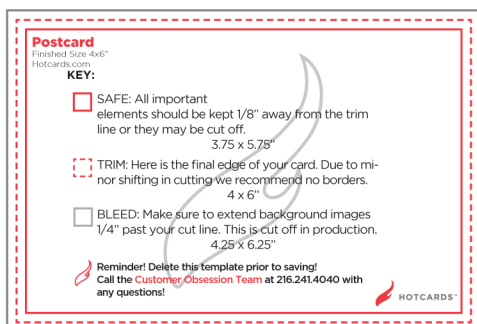 Postcard
Finished Size 4x6"
Hotcards.com
KEY:
SAFE: All important
elements should be kept 1/8" away from the trim
line or they may be cut off.
3.75 x 5.75"
TRIM: Here is the final edge of your card. Due to mi-
nor shifting in cutting we recommend no borders.
4 x 6"
BLEED: Make sure to extend background images
1/4" past your cut line. This is cut off in production.
4.25 x 6.25"
Reminder! Delete this template prior to saving!
Call the Customer Obsession Team at 216.241.4040 with
any questions!
HOTCARDS™